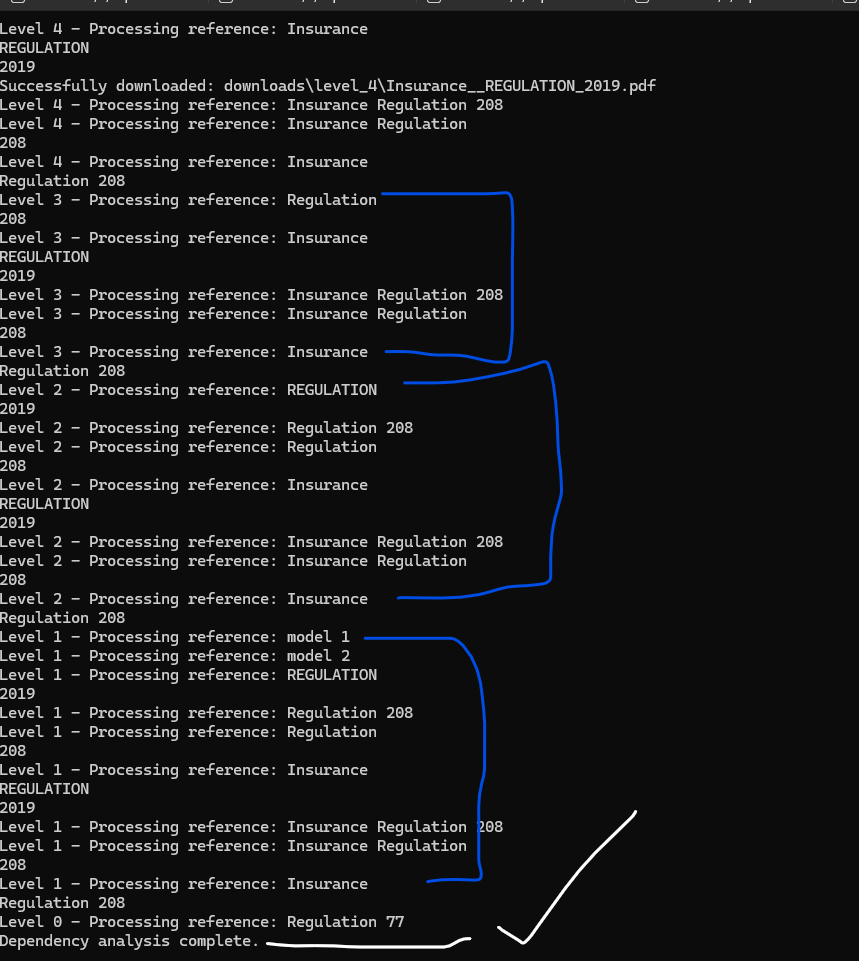 Level 4 - Processing reference: Insurance
REGULATION
2019
Successfully downloaded: downloads\level_4\Insurance__REGULATION_2019.pdf
Level 4 - Processing reference: Insurance Regulation 208
Level 4 - Processing reference: Insurance Regulation
208
Level 4 - Processing reference: Insurance
Regulation 208
Level 3 - Processing reference: Regulation
208
Level 3 - Processing reference: Insurance
REGULATION
2019
Level 3 - Processing reference: Insurance Regulation 208
Level 3 - Processing reference: Insurance Regulation
208
Level 3 - Processing reference: Insurance
Regulation 208
Level 2 - Processing reference: REGULATION
2019
Level 2 - Processing reference: Regulation 208
Level 2 - Processing reference: Regulation
208
Level 2 - Processing reference: Insurance
REGULATION
2019
Level 2 - Processing reference: Insurance Regulation 208
Level 2 - Processing reference: Insurance Regulation
208
Level 2 - Processing reference: Insurance
Regulation 208
Level 1 - Processing reference: model 1
Level 1 - Processing reference: model 2
Level 1 - Processing reference: REGULATION
2019
Level 1 - Processing reference: Regulation 208
Level 1 - Processing reference: Regulation
208
Level 1 - Processing reference: Insurance
REGULATION
2019
Level 1 - Processing reference: Insurance Regulation 208
Level 1 - Processing reference: Insurance Regulation
208
Level 1 - Processing reference: Insurance
Regulation 208
Level 0 - Processing reference: Regulation 77
Dependency analysis complete.